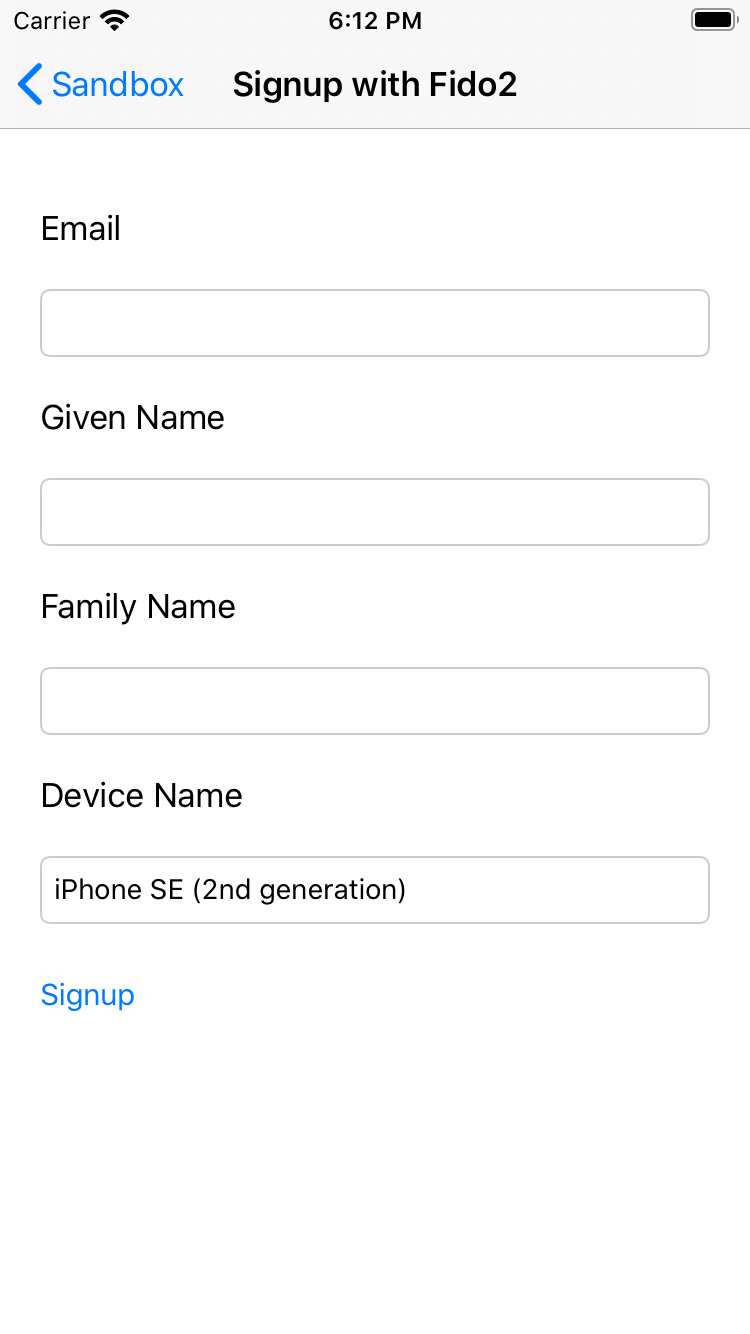 Carrier 6:12 PM
Sandbox Signup with Fido2
Email
Given Name
Family Name
Device Name
iPhone SE (2nd generation)
Signup